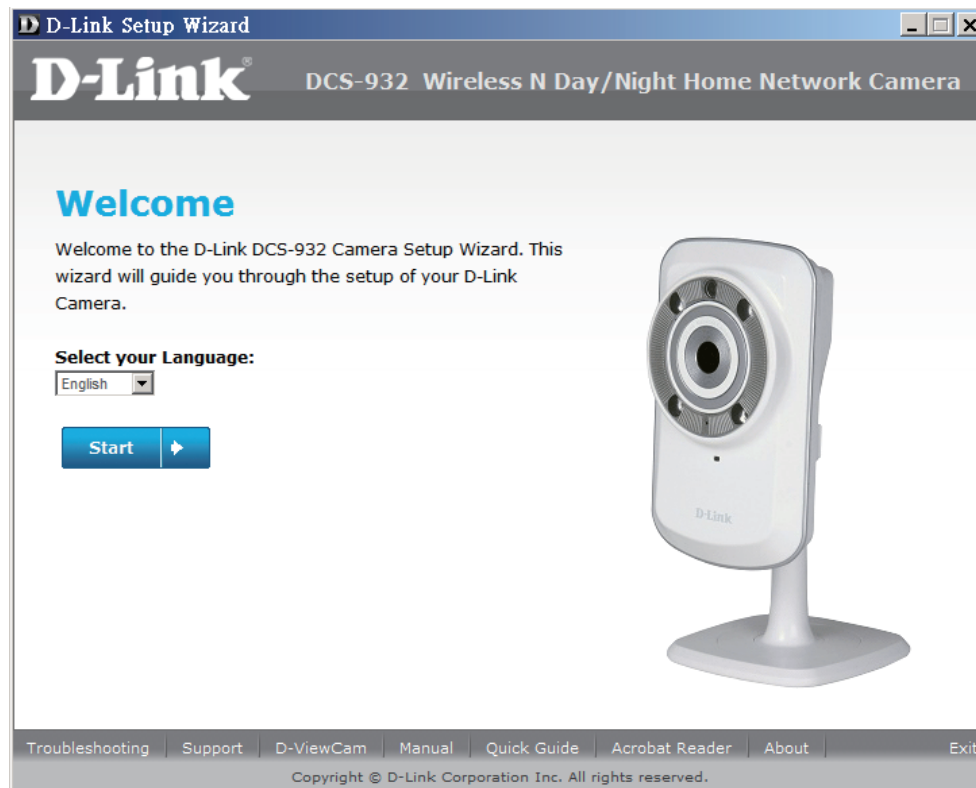 D-Link Setup Wizard
D-Link® DCS-932 Wireless N Day/Night Home Network Camera
Welcome
Welcome to the D-Link DCS-932 Camera Setup Wizard. This
wizard will guide you through the setup of your D-Link
Camera.
Select your Language:
English
Start
D-Link
Troubleshooting Support D-ViewCam Manual Quick Guide Acrobat Reader About Exit
Copyright © D-Link Corporation Inc. All rights reserved.